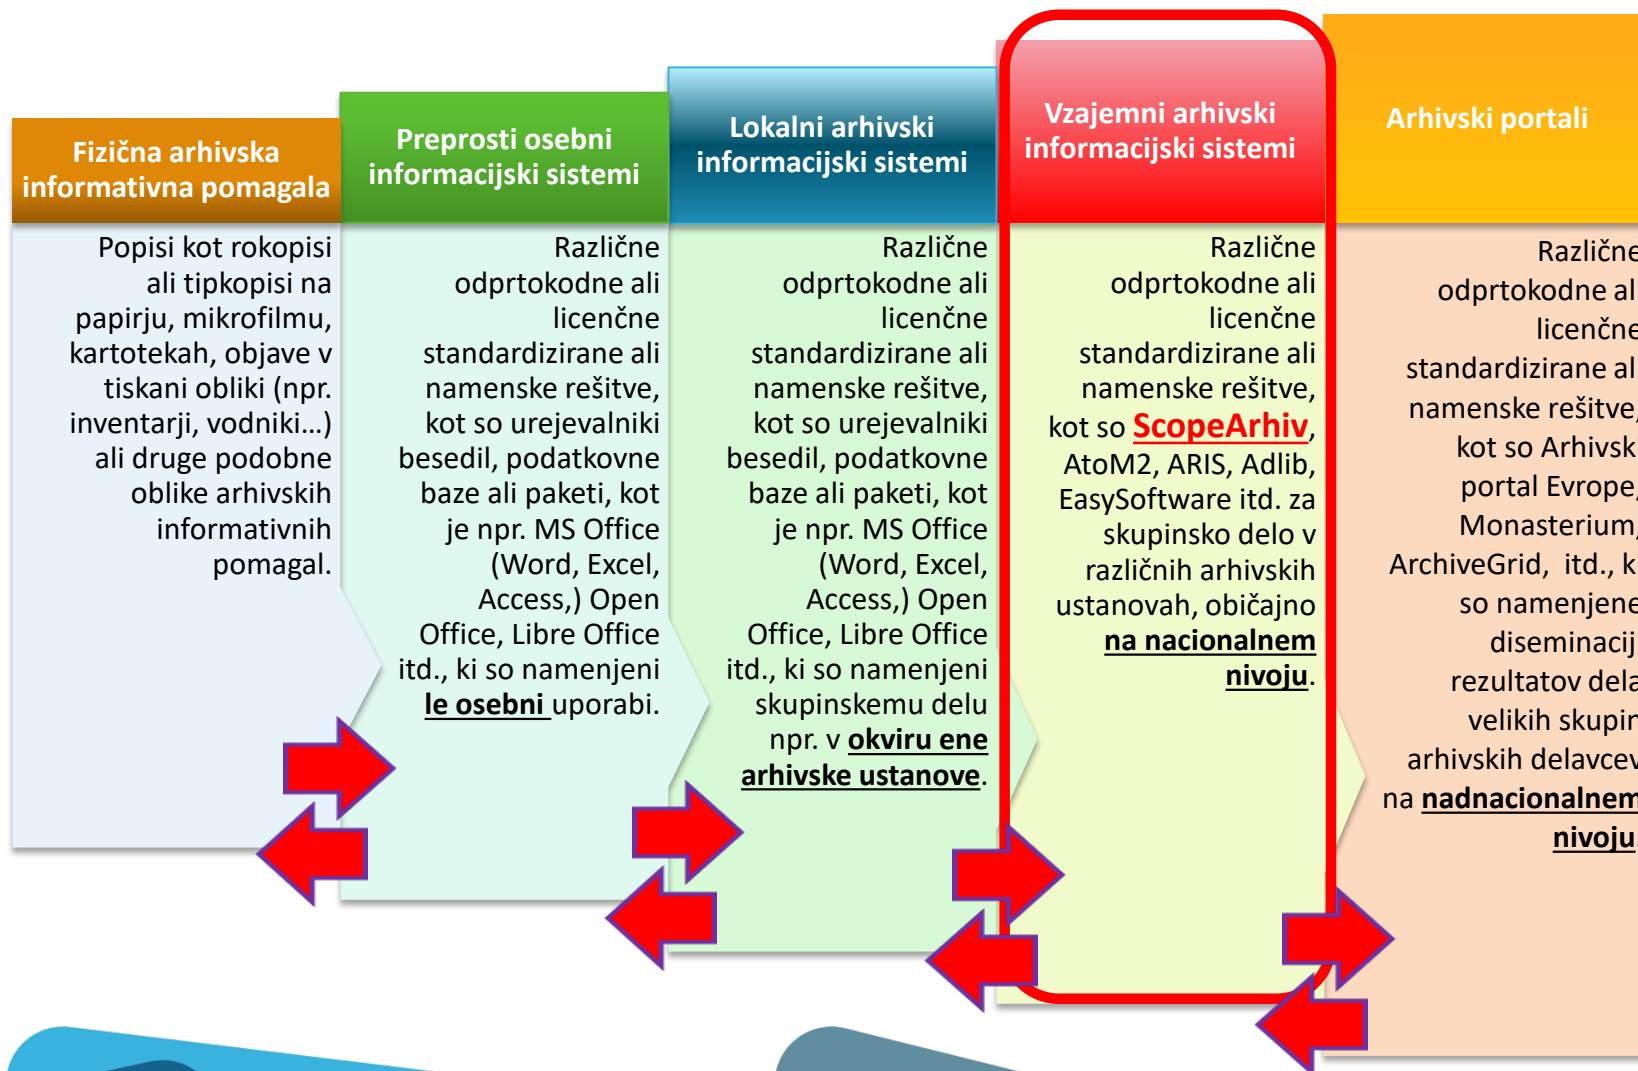 Fizična arhivska
informativna pomagala
Popisi kot rokopisi
ali tipkopisi na
papirju, mikrofilmu,
kartotekah, objave v
tiskani obliki (npr.
inventarji, vodniki…)
ali druge podobne
oblike arhivskih
informativnih
pomagal.
Preprosti osebni
informacijski sistemi
Različne
odprtokodne ali
licenčne
standardizirane ali
namenske rešitve,
kot so urejevalniki
besedil, podatkovne
baze ali paketi, kot
je npr. MS Office
(Word, Excel,
Access,) Open
Office, Libre Office
itd., ki so namenjeni
le osebni uporabi.
Lokalni arhivski
informacijski sistemi
Različne
odprtokodne ali
licenčne
standardizirane ali
namenske rešitve,
kot so urejevalniki
besedil, podatkovne
baze ali paketi, kot
je npr. MS Office
(Word, Excel,
Access,) Open
Office, Libre Office
itd., ki so namenjeni
skupinskemu delu
npr. v okviru ene
arhivske ustanove.
Vzajemni arhivski
informacijski sistemi
Različne
odprtokodne ali
licenčne
standardizirane ali
namenske rešitve,
kot so ScopeArhiv,
AtoM2, ARIS, Adlib,
EasySoftware itd. za
skupinsko delo v
različnih arhivskih
ustanovah, običajno
na nacionalnem
nivoju.
Arhivski portali
Različne
odprtokodne al
licenčne
standardizirane al
namenske rešitve,
kot so Arhivsk
portal Evrope,
Monasterium,
ArchiveGrid, itd., k
so namenjene
diseminacij
rezultatov dela
velikih skupin
arhivskih delavcev
na nadnacionalnem
nivoju.